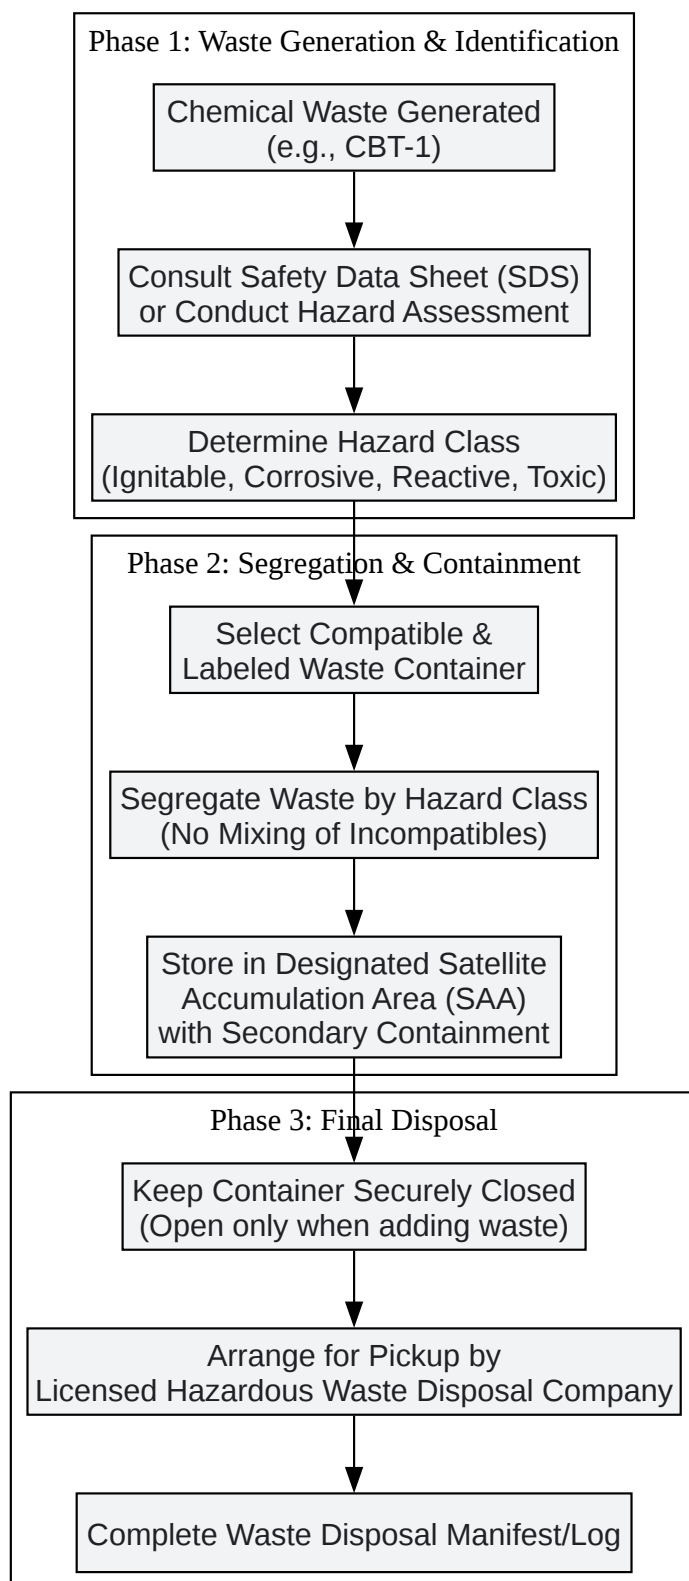 Phase 1: Waste Generation & Identification
Chemical Waste Generated
(e.g., CBT-1)
Consult Safety Data Sheet (SDS)
or Conduct Hazard Assessment
Determine Hazard Class
(Ignitable, Corrosive, Reactive, Toxic)
Phase 2: Segregation & Containment
Select Compatible &
Labeled Waste Container
Segregate Waste by Hazard Class
(No Mixing of Incompatibles)
Store in Designated Satellite
Accumulation Area (SAA)
with Secondary Containment
Phase 3: Final Disposal
Keep Container Securely Closed
(Open only when adding waste)
Arrange for Pickup by
Licensed Hazardous Waste Disposal Company
Complete Waste Disposal Manifest/Log